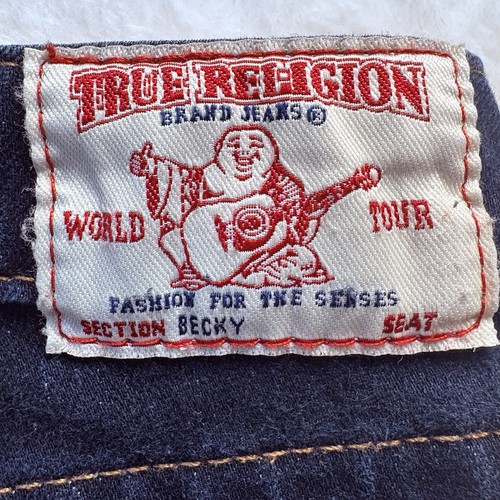 TRUE RELIGION
BRAND JEANS®
WORLD TOUR
FASHION FOR THE SENSES
SECTION BECKY SEAT